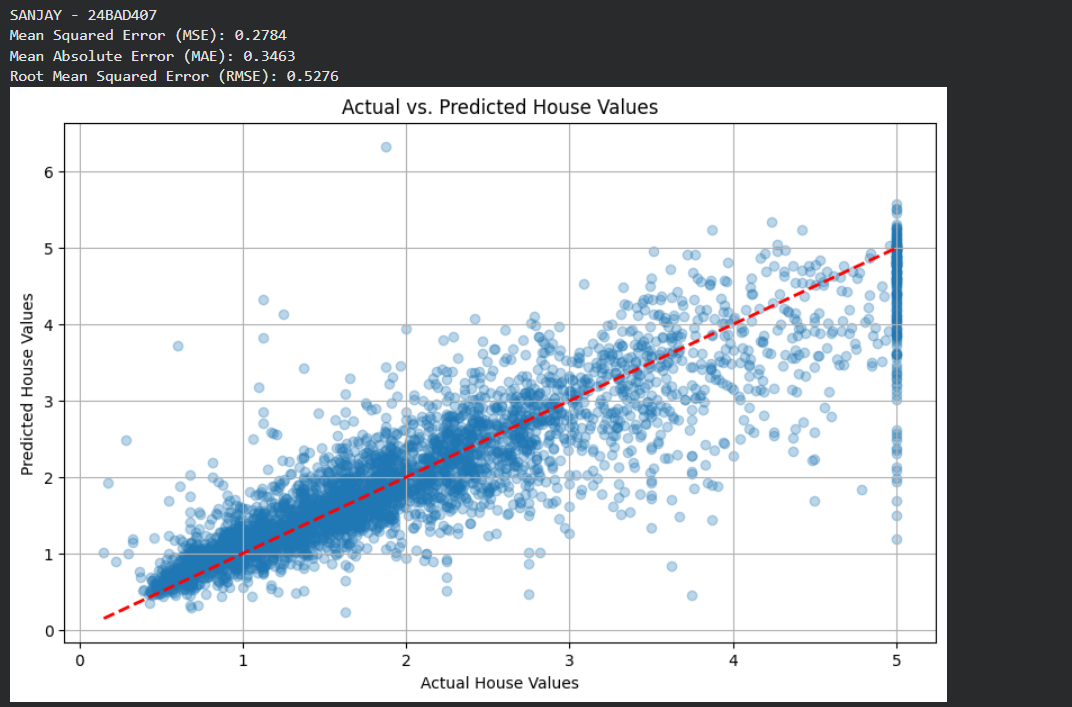 SANJAY - 24BAD407
Mean Squared Error (MSE): 0.2784
Mean Absolute Error (MAE): 0.3463
Root Mean Squared Error (RMSE): 0.5276
Actual vs. Predicted House Values
Predicted House Values
6
5
4
3
2
1
0
0 1 2 3 4 5
Actual House Values